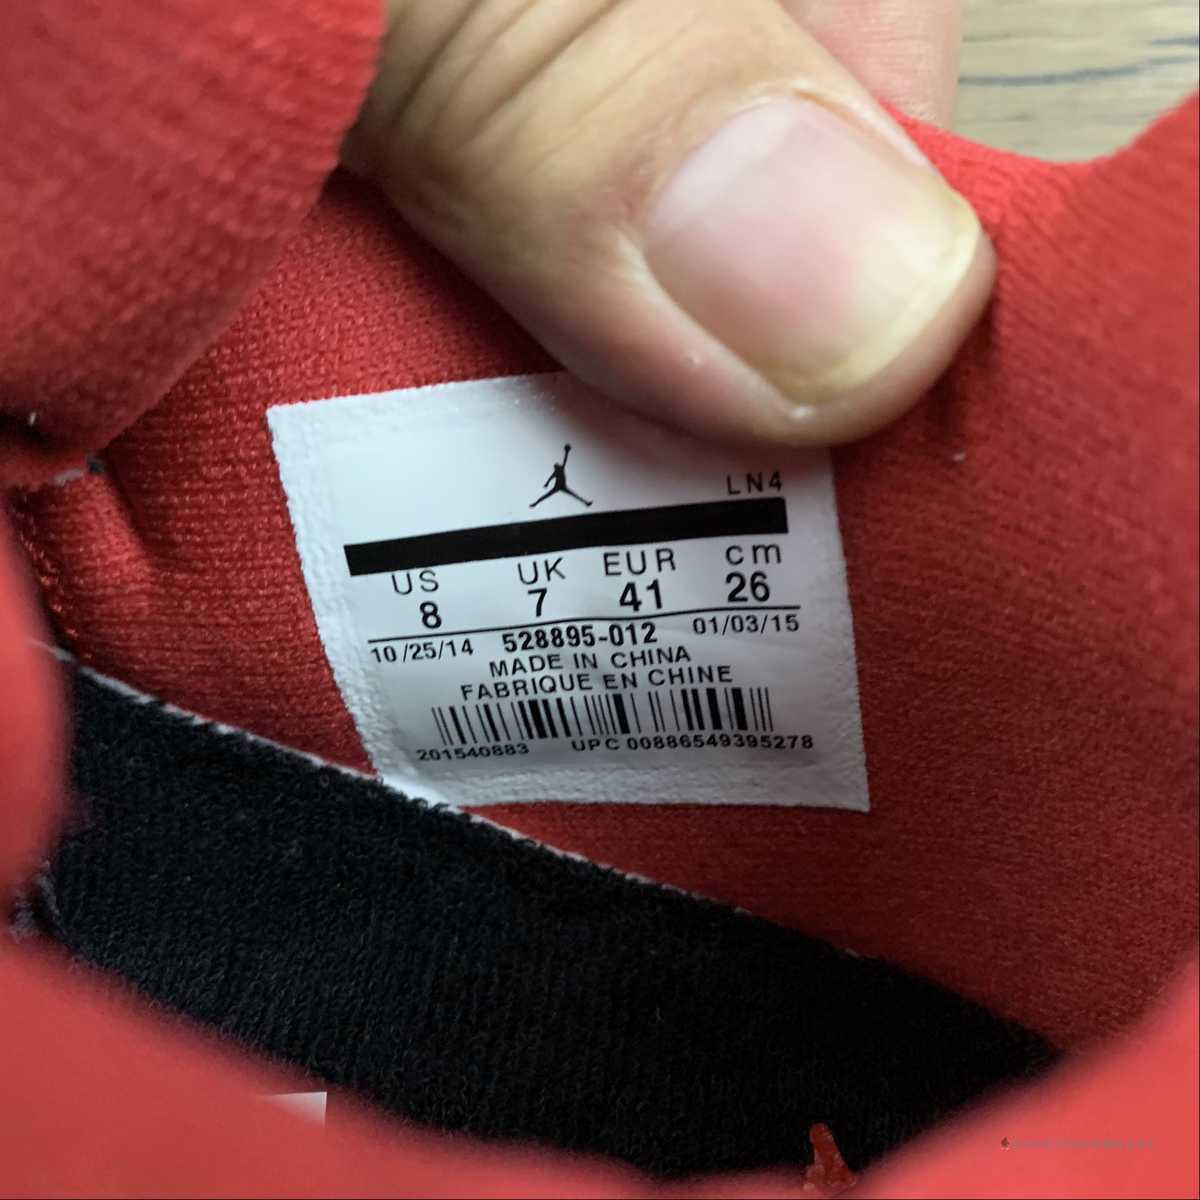 LN4
US UK EUR cm
8 7 41 26
10/25/14 528895-012 01/03/15
MADE IN CHINA
FABRIQUE EN CHINE
201540883 UPC 00886549395278